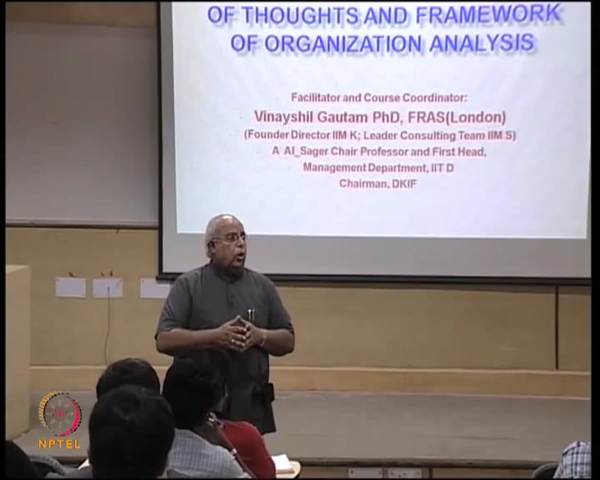 OF THOUGHTS AND FRAMEWORK
OF ORGANIZATION ANALYSIS
Facilitator and Course Coordinator:
Vinayshil Gautam PhD, FRAS(London)
(Founder Director IIM K; Leader Consulting Team IIM S)
A Al_Sager Chair Professor and First Head,
Management Department, IIT D
Chairman, DKIF
NPTEL